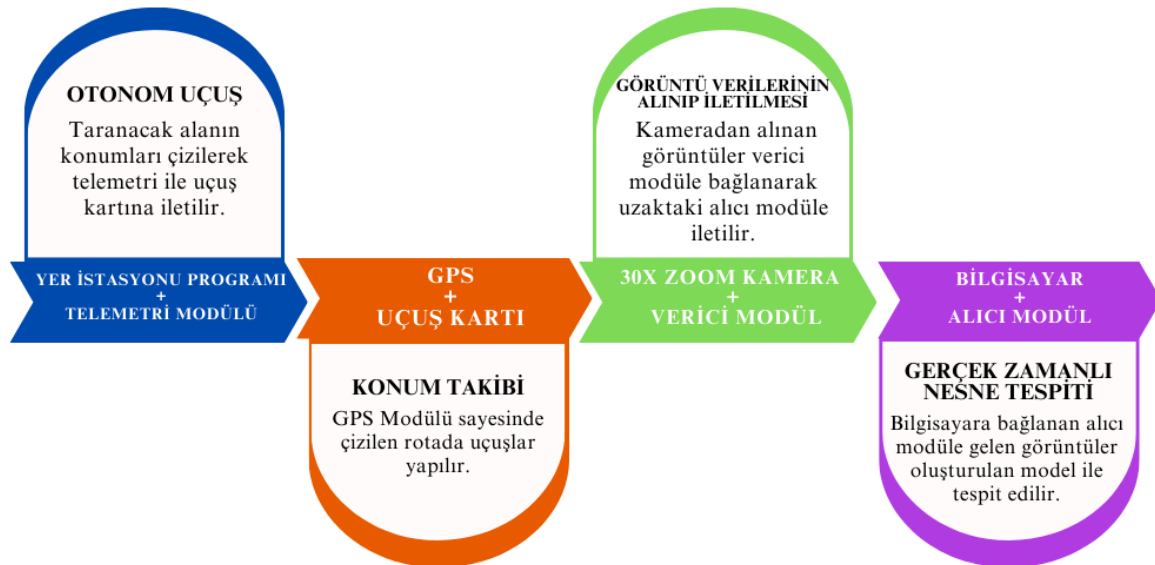 OTONOM UÇUŞ
Taranacak alanın
konumları çizilerek
telemetri ile uçuş
kartına iletilir.
YER İSTASYONU PROGRAMI
+
TELEMETRİ MODÜLÜ
GPS
+
UÇUŞ KARTI
KONUM TAKİBİ
GPS Modülü sayesinde
çizilen rotada uçuşlar
yapılır.
GÖRÜNTÜ VERİLERİNİN
ALINIP İLETİLMESİ
Kameradan alınan
görüntüler verici
modüle bağlanarak
uzaktaki alıcı modüle
iletilir.
30X ZOOM KAMERA
+
VERİCİ MODÜL
BİLGİSAYAR
+
ALICI MODÜL
GERÇEK ZAMANLI
NESNE TESPİTİ
Bilgisayara bağlanan alıcı
modüle gelen görüntüler
oluşturulan model ile
tespit edilir.